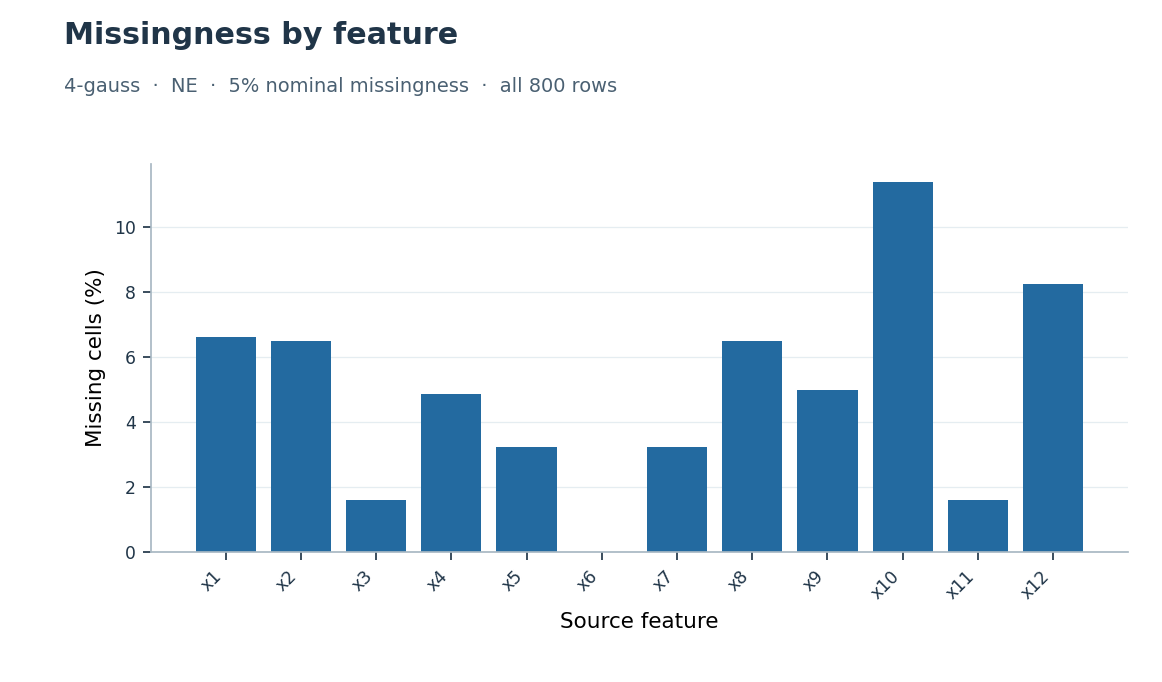 Missingness by feature
4-gauss · NE · 5% nominal missingness · all 800 rows
Missing cells (%)
10
8
6
4
2
0
x1 x2 x3 x4 x5 x6 x7 x8 x9 x10 x11 x12
Source feature